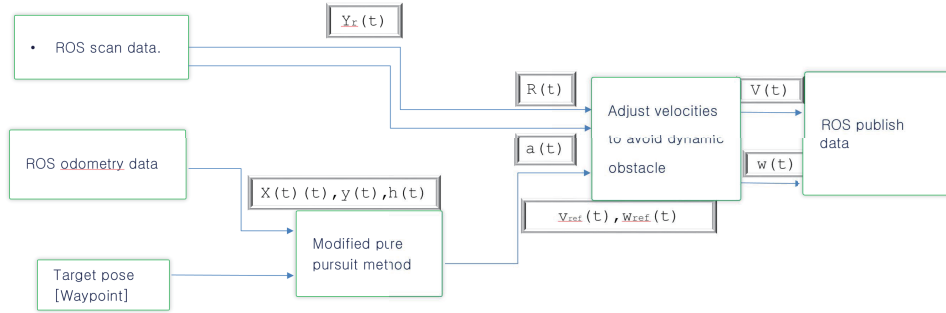 Yr(t)
• ROS scan data.
R(t)
V(t)
Adjust velocities
to avoid dynamic
obstacle
ROS publish
data
a(t)
w(t)
ROS odometry data
X(t)(t),y(t),h(t)
vref(t),wref(t)
Modified pure
pursuit method
Target pose
[Waypoint]